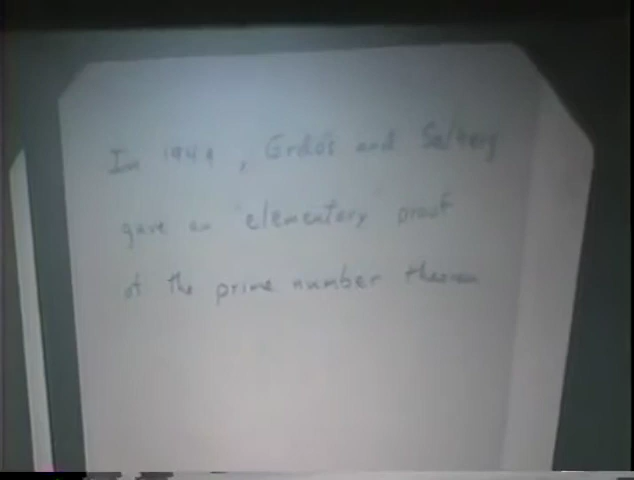 In 1949, Erdős and Selberg
gave an "elementary" proof
of the prime number theorem